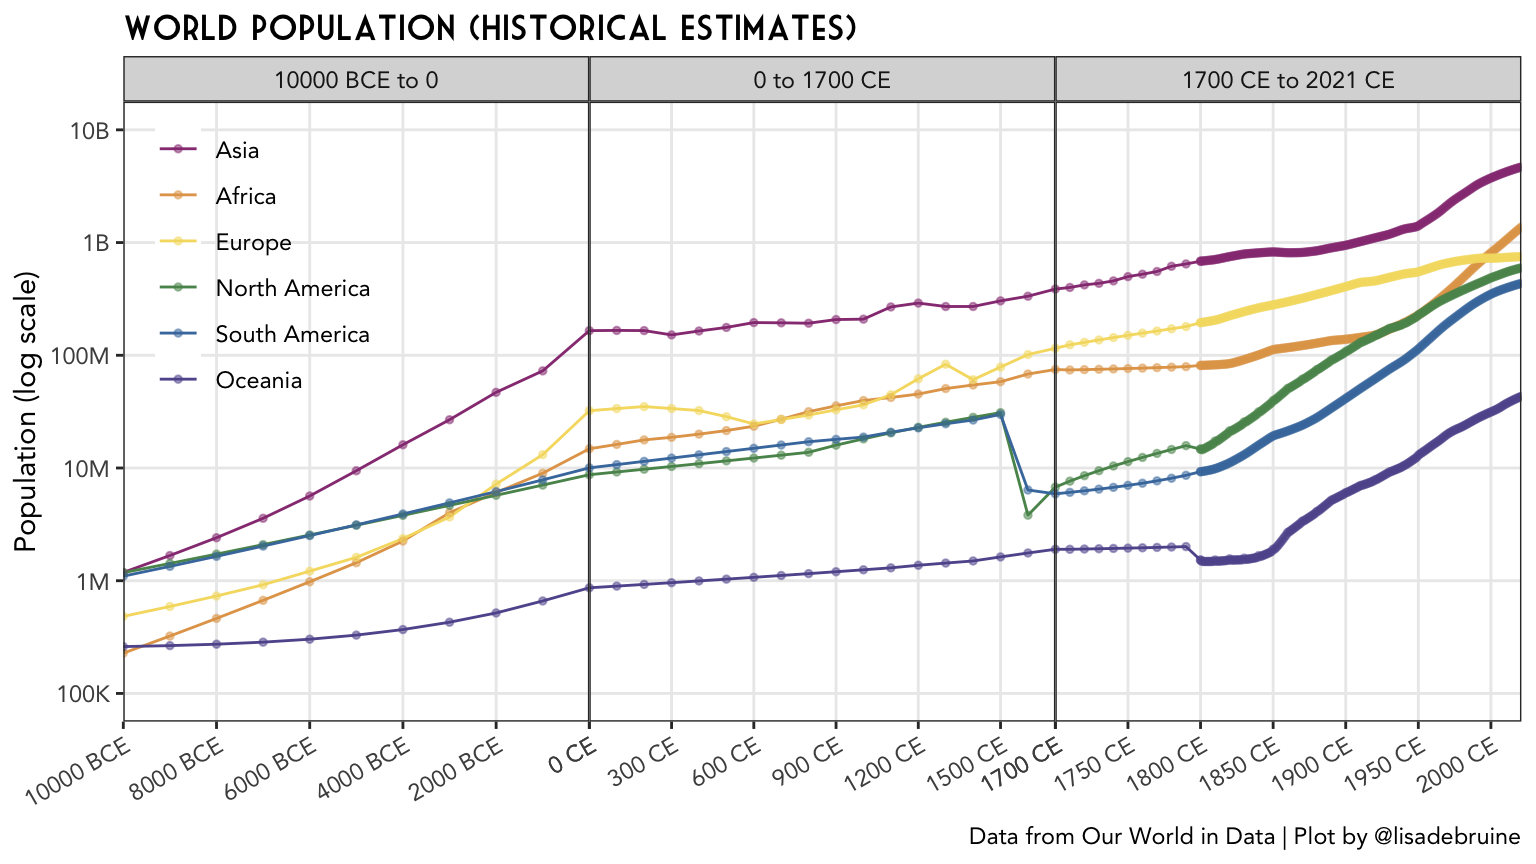 WORLD POPULATION (HISTORICAL ESTIMATES)
10000 BCE to 0
0 to 1700 CE
1700 CE to 2021 CE
Population (log scale)
10B
1B
100M
10M
1M
100K
Asia
Africa
Europe
North America
South America
Oceania
10000 BCE
8000 BCE
6000 BCE
4000 BCE
2000 BCE
0 CE
300 CE
600 CE
900 CE
1200 CE
1500 CE
1700 CE
1750 CE
1800 CE
1850 CE
1900 CE
1950 CE
2000 CE
Data from Our World in Data | Plot by @lisadebruine